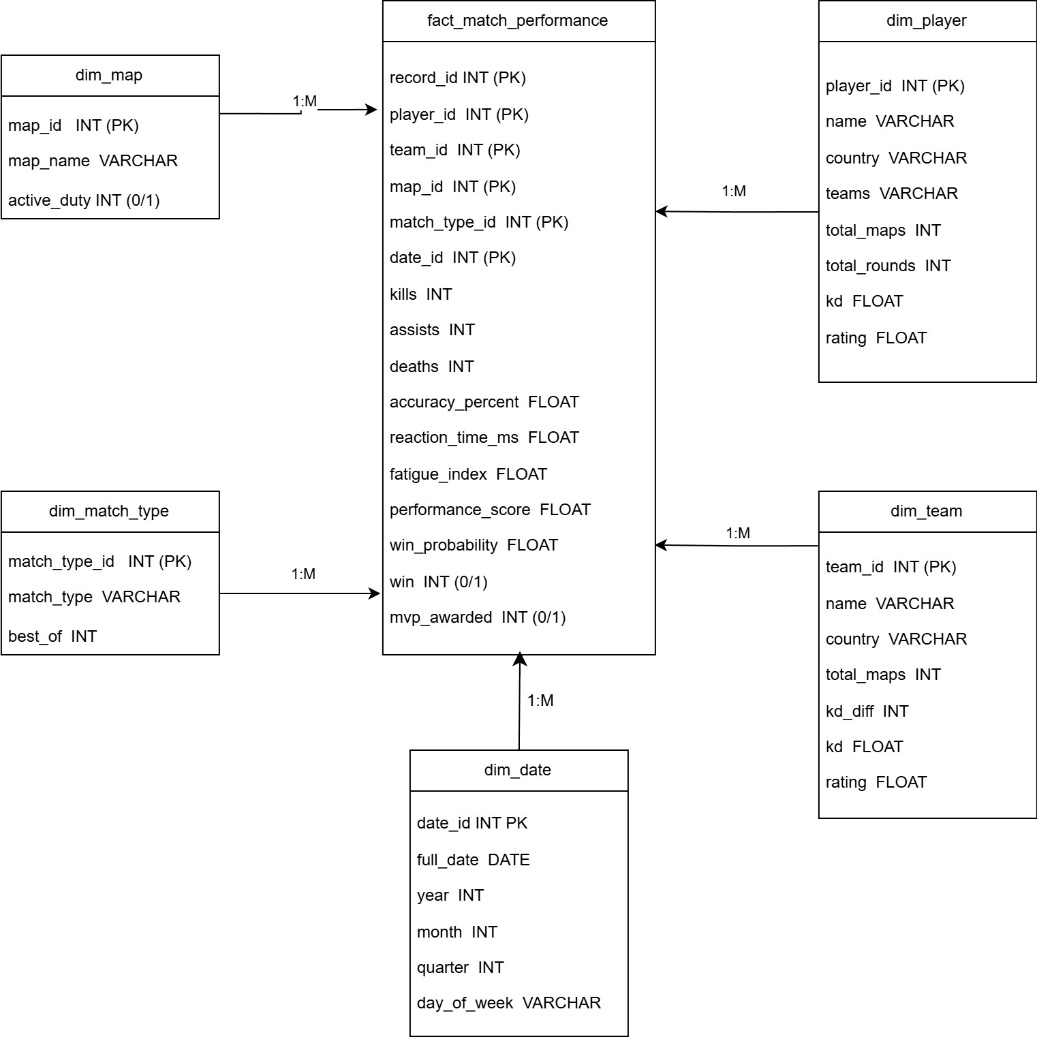 fact_match_performance
record_id INT (PK)
player_id  INT (PK)
team_id  INT (PK)
map_id  INT (PK)
match_type_id  INT (PK)
date_id  INT (PK)
kills  INT
assists  INT
deaths  INT
accuracy_percent  FLOAT
reaction_time_ms  FLOAT
fatigue_index  FLOAT
performance_score  FLOAT
win_probability  FLOAT
win  INT (0/1)
mvp_awarded  INT (0/1)
dim_map
map_id   INT (PK)
map_name  VARCHAR
active_duty INT (0/1)
1:M
dim_player
player_id  INT (PK)
name  VARCHAR
country  VARCHAR
teams  VARCHAR
total_maps  INT
total_rounds  INT
kd  FLOAT
rating  FLOAT
1:M
dim_match_type
match_type_id   INT (PK)
match_type  VARCHAR
best_of  INT
1:M
dim_team
team_id  INT (PK)
name  VARCHAR
country  VARCHAR
total_maps  INT
kd_diff  INT
kd  FLOAT
rating  FLOAT
1:M
1:M
dim_date
date_id INT PK
full_date  DATE
year  INT
month  INT
quarter  INT
day_of_week  VARCHAR